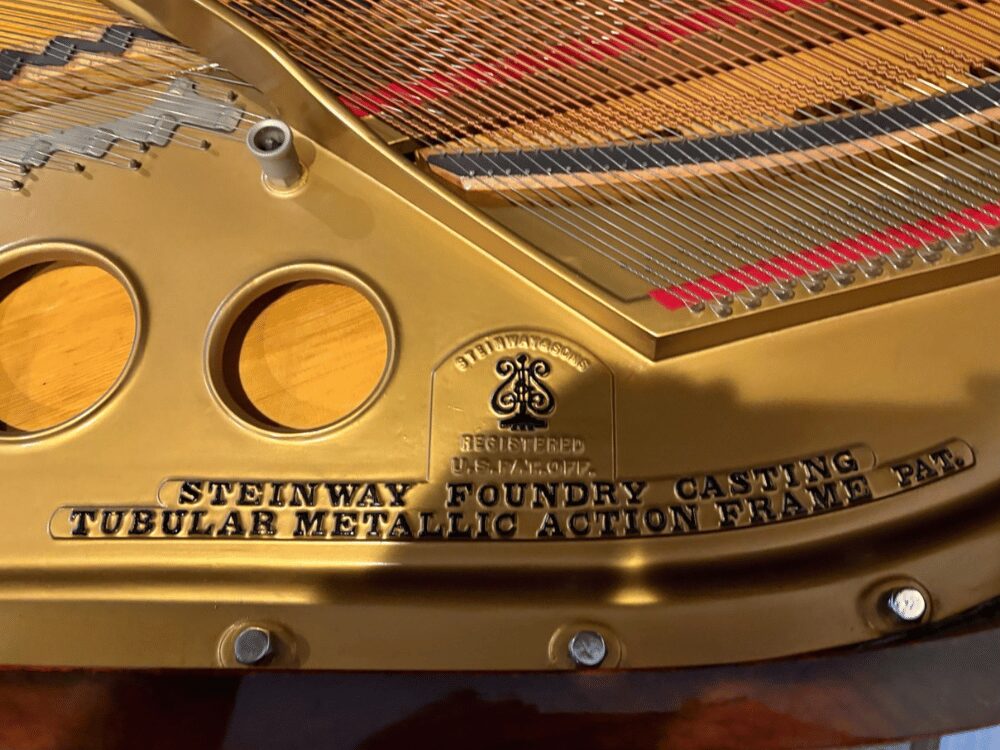 STEINWAY&SONS
REGISTERED
U.S.PAT.OFF.
STEINWAY FOUNDRY CASTING
TUBULAR METALLIC ACTION FRAME PAT.